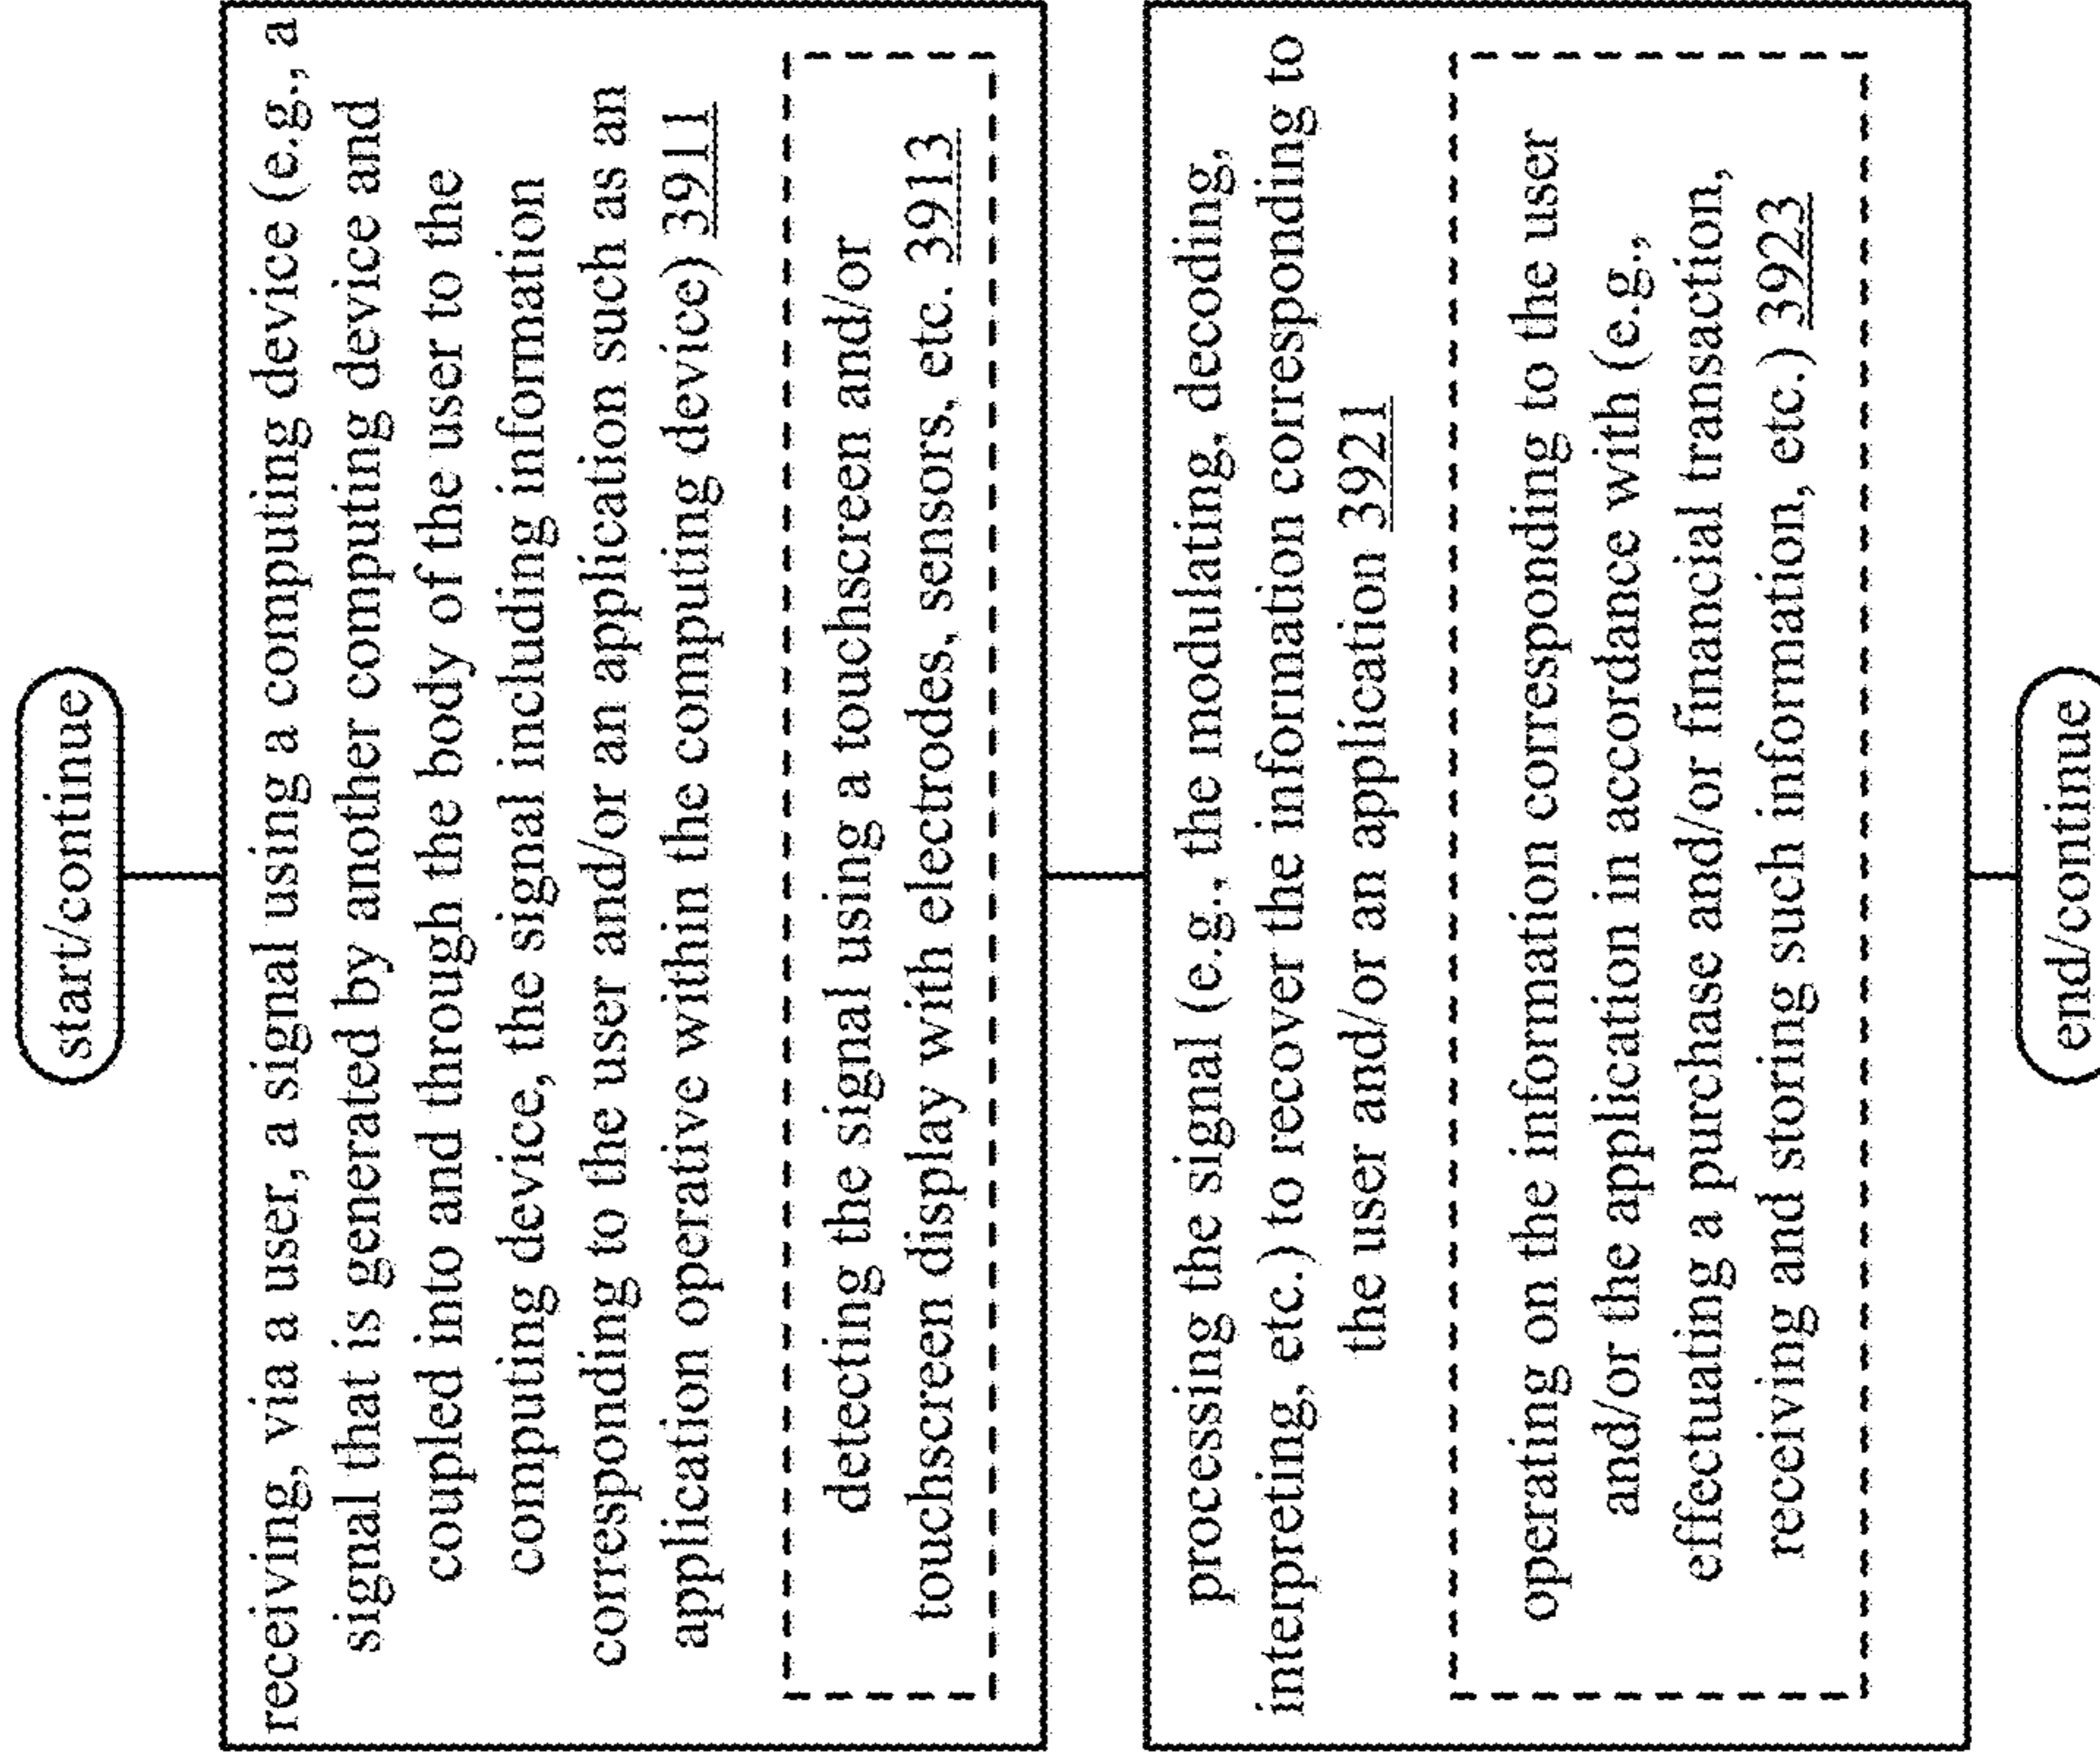 start/continue
receiving, via a user, a signal using a computing device (e.g., a
signal that is generated by another computing device and
coupled into and through the body of the user to the
computing device, the signal including information
corresponding to the user and/or an application such as an
application operative within the computing device) 3911
detecting the signal using a touchscreen and/or
touchscreen display with electrodes, sensors, etc. 3913
processing the signal (e.g., the modulating, decoding,
interpreting, etc.) to recover the information corresponding to
the user and/or an application 3921
operating on the information corresponding to the user
and/or the application in accordance with (e.g.,
effectuating a purchase and/or financial transaction,
receiving and storing such information, etc.) 3923
end/continue